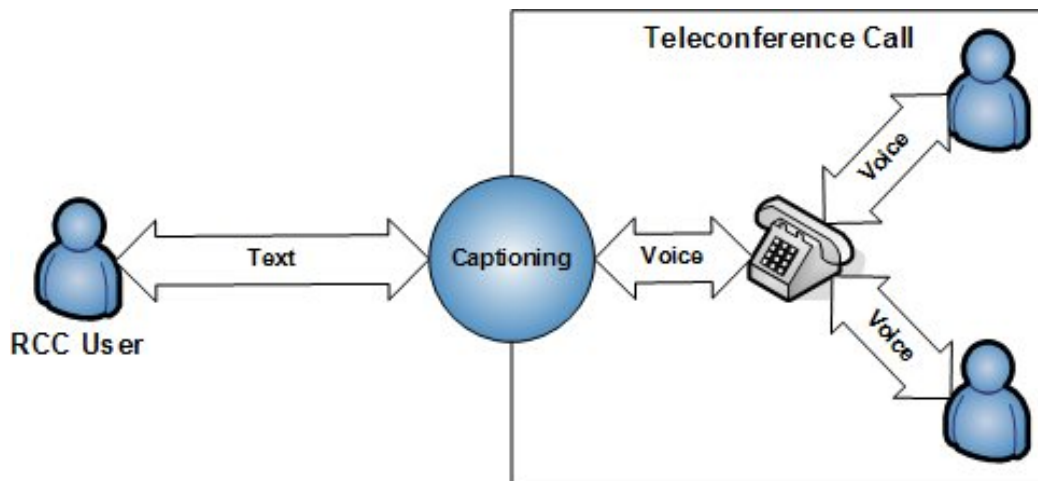 Teleconference Call
Voice
Text
Captioning
Voice
Voice
RCC User